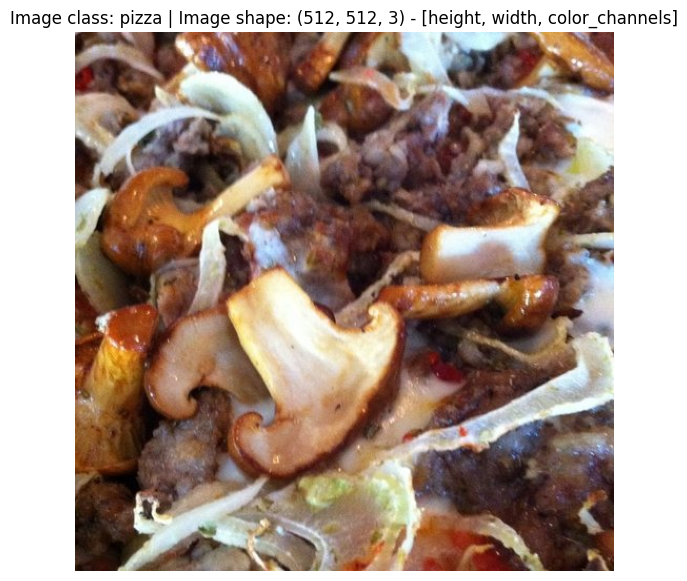 Image class: pizza | Image shape: (512, 512, 3) - [height, width, color_channels]